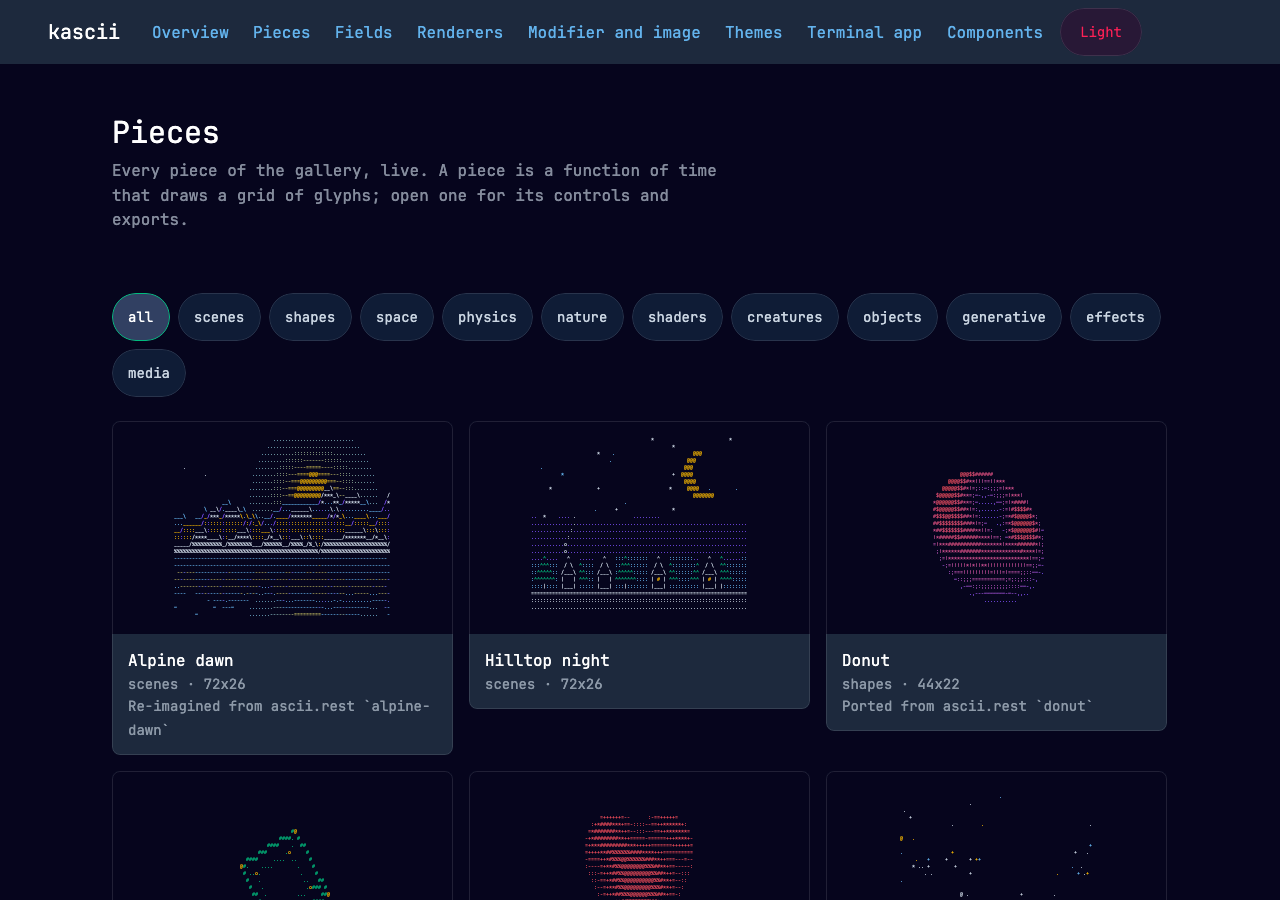 kascii Overview Pieces Fields Renderers Modifier and image Themes Terminal app Components Light
Pieces
Every piece of the gallery, live. A piece is a function of time
that draws a grid of glyphs; open one for its controls and
exports.
all scenes shapes space physics nature shaders creatures objects generative effects
media
Alpine dawn
scenes · 72x26
Re-imagined from ascii.rest `alpine-
dawn`
Hilltop night
scenes · 72x26
Donut
shapes · 44x22
Ported from ascii.rest `donut`